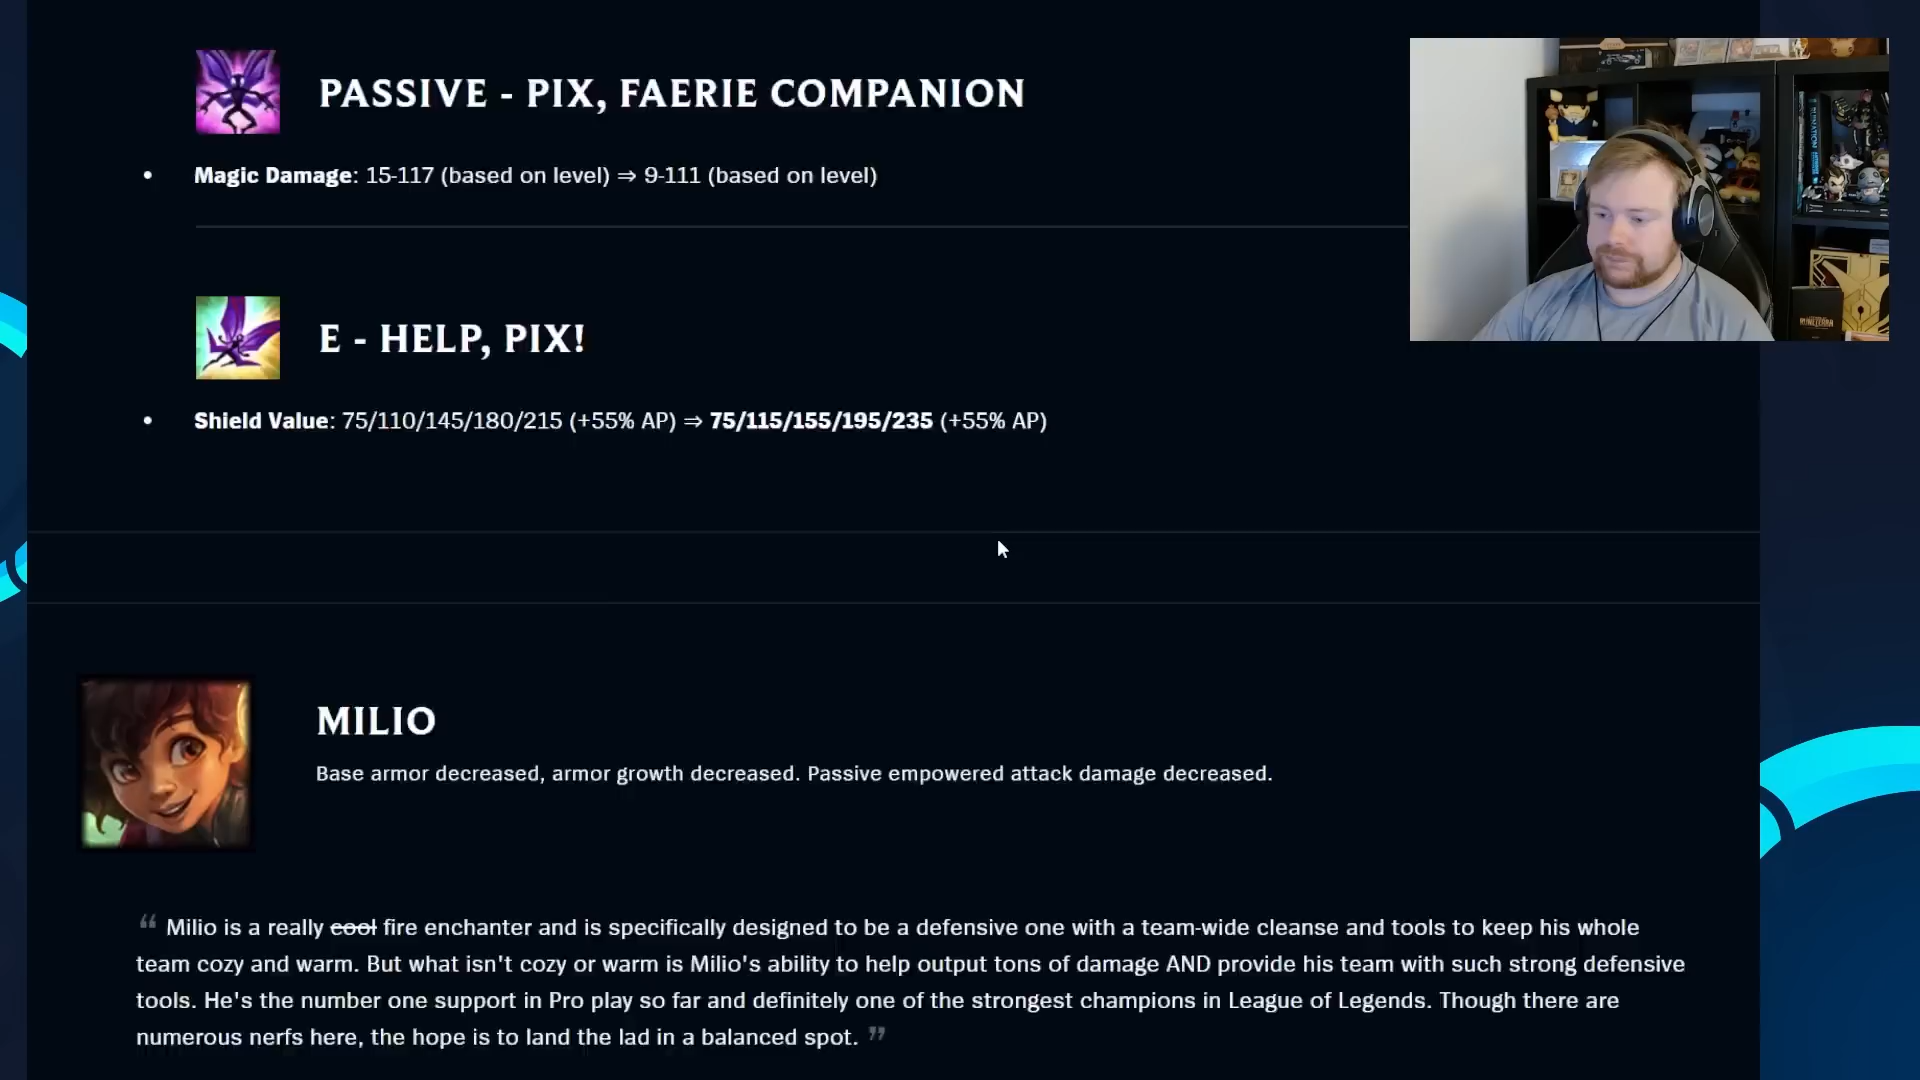 PASSIVE - PIX, FAERIE COMPANION
• Magic Damage: 15-117 (based on level) ⇒ 9-111 (based on level)
E - HELP, PIX!
• Shield Value: 75/110/145/180/215 (+55% AP) ⇒ 75/115/155/195/235 (+55% AP)
MILIO
Base armor decreased, armor growth decreased. Passive empowered attack damage decreased.
“ Milio is a really cool fire enchanter and is specifically designed to be a defensive one with a team-wide cleanse and tools to keep his whole
team cozy and warm. But what isn't cozy or warm is Milio's ability to help output tons of damage AND provide his team with such strong defensive
tools. He's the number one support in Pro play so far and definitely one of the strongest champions in League of Legends. Though there are
numerous nerfs here, the hope is to land the lad in a balanced spot. ”